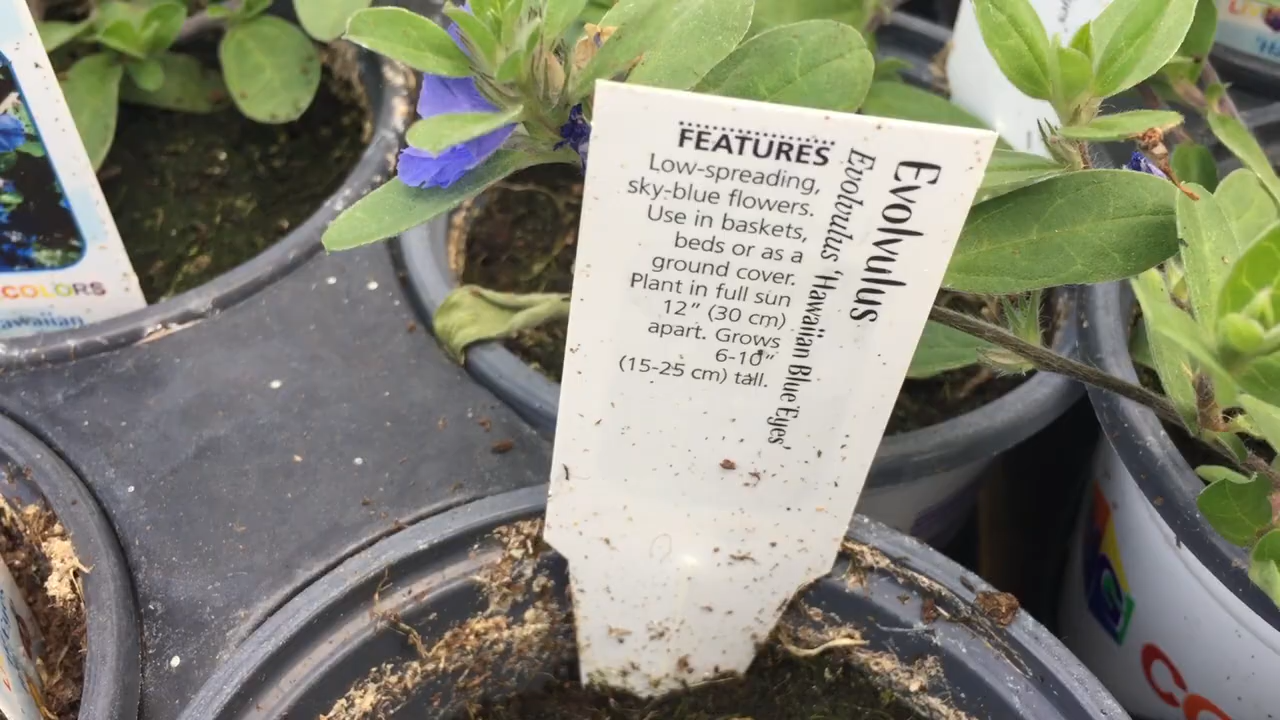 FEATURES
Low-spreading,
sky-blue flowers.
Use in baskets,
beds or as a
ground cover.
Plant in full sun
12" (30 cm)
apart. Grows
6-10"
(15-25 cm) tall.
Evolvulus
Evolvulus 'Hawaiian Blue Eyes'
COLORS
awaiian